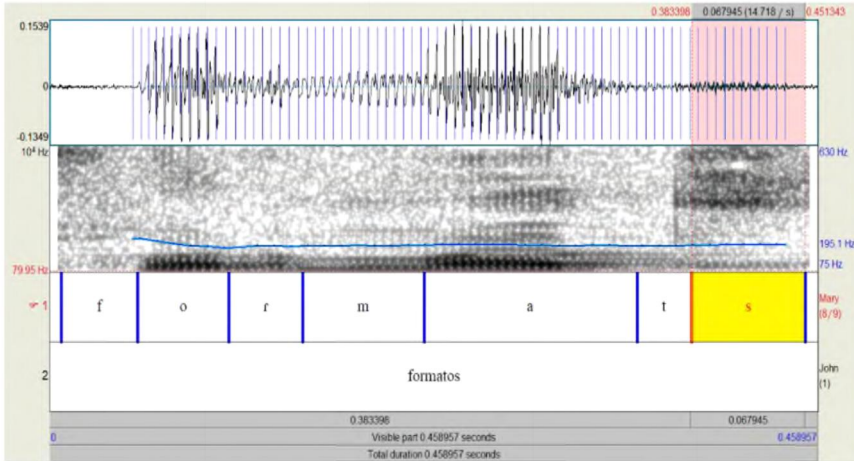 0.383398 0.067945 (14.718 / s) 0.451343
0.1539
0
-0.1349
10⁴ Hz 630 Hz
195.1 Hz
79.95 Hz 75 Hz
1 f o r m a t s Mary
(8/9)
2 formatos John
(1)
0.383398 0.067945
0 Visible part 0.458957 seconds 0.458957
Total duration 0.458957 seconds